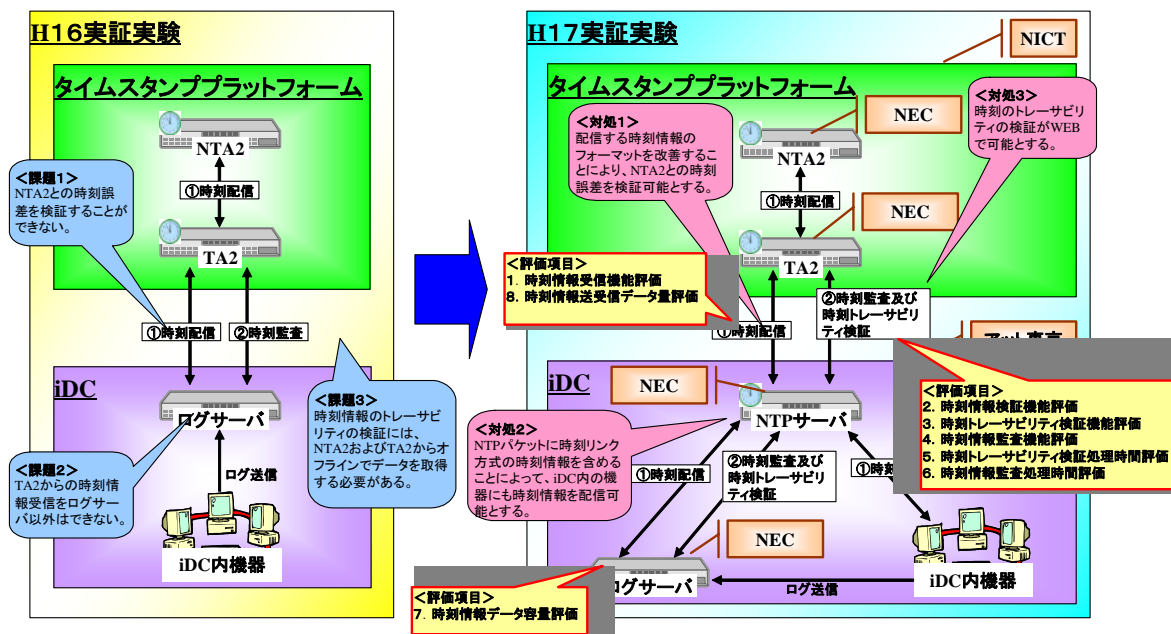 H16実証実験
タイムスタンププラットフォーム
NTA2
①時刻配信
TA2
＜課題1＞
NTA2との時刻誤
差を検証することが
できない。
①時刻配信
②時刻監査
iDC
ログサーバ
＜課題2＞
TA2からの時刻情
報受信をログサー
バ以外はできない。
ログ送信
iDC内機器
＜課題3＞
時刻情報のトレーサビ
リティの検証には、
NTA2およびTA2からオ
フラインでデータを取得
する必要がある。
H17実証実験
NICT
タイムスタンププラットフォーム
＜対処1＞
配信する時刻情報の
フォーマットを改善するこ
とにより、NTA2との時刻
誤差を検証可能とする。
NEC
NTA2
＜対処3＞
時刻のトレーサビリ
ティの検証がWEB
で可能とする。
①時刻配信
NEC
TA2
＜評価項目＞
1．時刻情報受信機能評価
8．時刻情報送受信データ量評価
①時刻配信
②時刻監査及び
時刻トレーサビリ
ティ検証
iDC
NEC
NTPサーバ
＜評価項目＞
2．時刻情報検証機能評価
3．時刻トレーサビリティ検証機能評価
4．時刻情報監査機能評価
5．時刻トレーサビリティ検証処理時間評価
6．時刻情報監査処理時間評価
＜対処2＞
NTPパケットに時刻リンク
方式の時刻情報を含めるこ
とによって、iDC内の機
器にも時刻情報を配信可
能とする。
①時刻配信
②時刻監査及び
時刻トレーサビリ
ティ検証
①時刻
NEC
ログサーバ
ログ送信
iDC内機器
＜評価項目＞
7．時刻情報データ容量評価